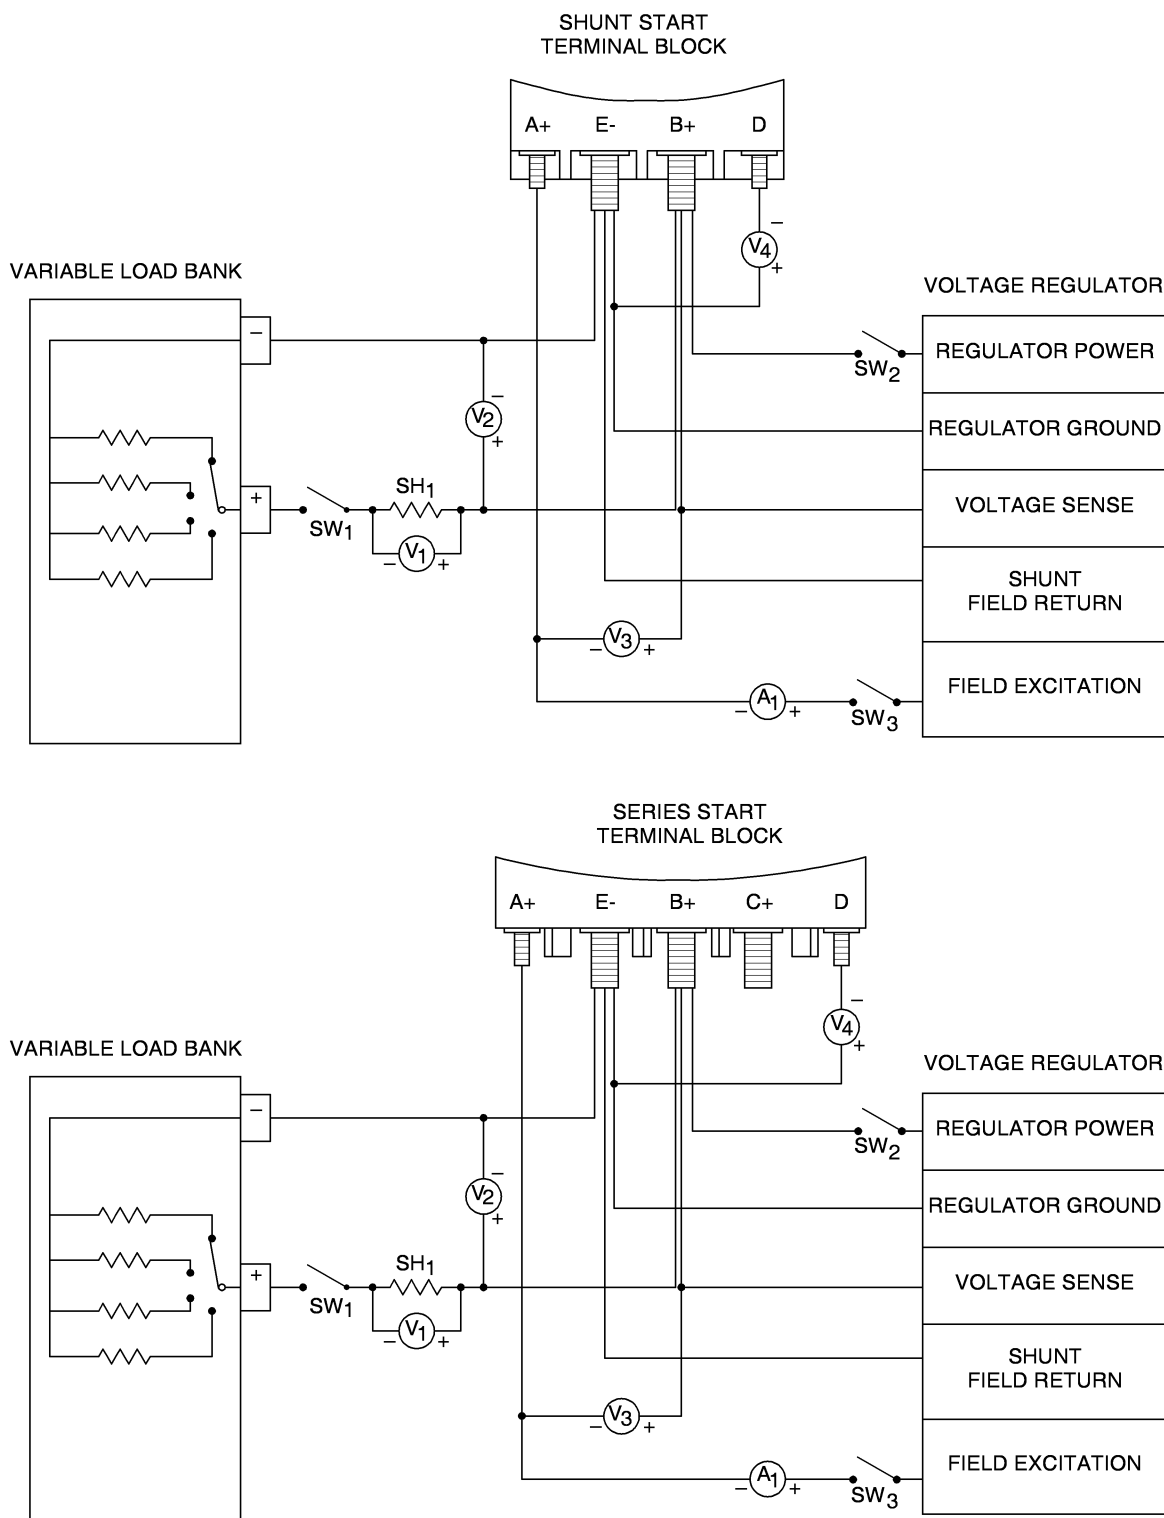 SHUNT START
TERMINAL BLOCK
A+ E- B+ D
−
V4
+
VARIABLE LOAD BANK
VOLTAGE REGULATOR
−
REGULATOR POWER
SW2
−
V2
+
REGULATOR GROUND
+
SH1
SW1
VOLTAGE SENSE
− V1 +
SHUNT
FIELD RETURN
− V3 +
FIELD EXCITATION
− A1 +
SW3
SERIES START
TERMINAL BLOCK
A+ E- B+ C+ D
−
V4
+
VARIABLE LOAD BANK
VOLTAGE REGULATOR
−
REGULATOR POWER
SW2
−
V2
+
REGULATOR GROUND
+
SH1
SW1
VOLTAGE SENSE
− V1 +
SHUNT
FIELD RETURN
− V3 +
FIELD EXCITATION
− A1 +
SW3